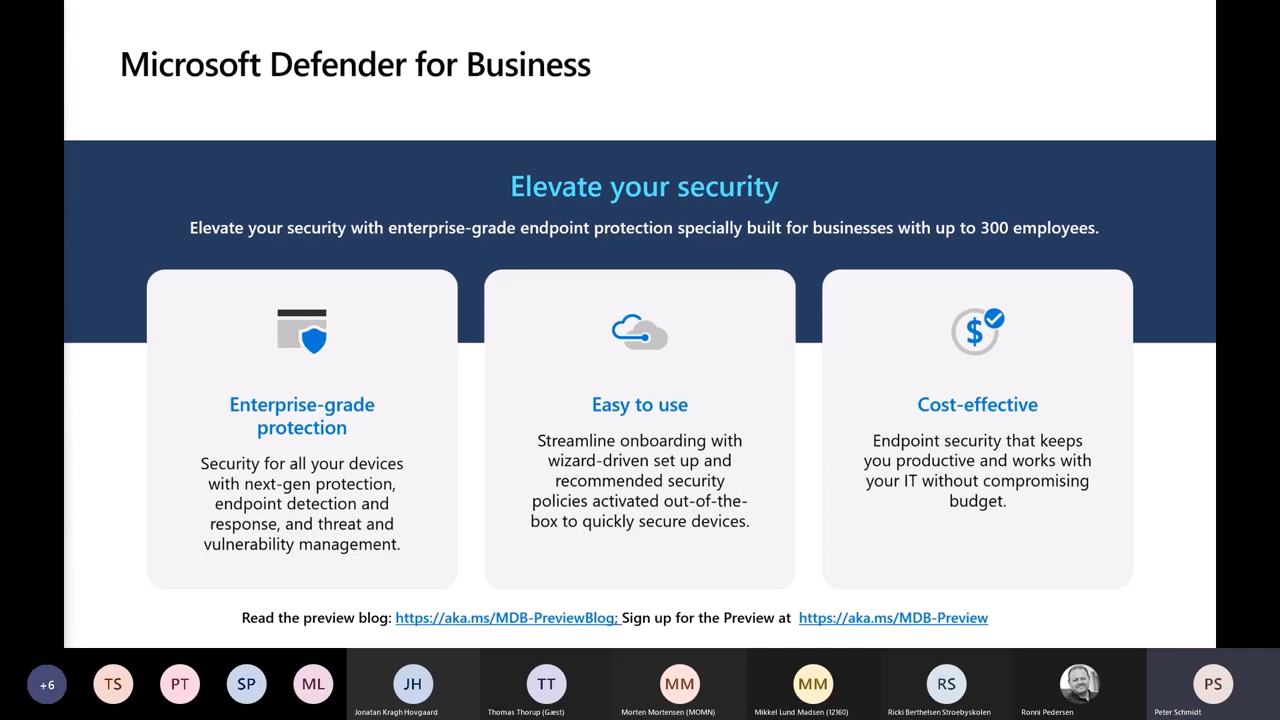 Microsoft Defender for Business
Elevate your security
Elevate your security with enterprise-grade endpoint protection specially built for businesses with up to 300 employees.
Enterprise-grade
protection
Security for all your devices
with next-gen protection,
endpoint detection and
response, and threat and
vulnerability management.
Easy to use
Streamline onboarding with
wizard-driven set up and
recommended security
policies activated out-of-the-
box to quickly secure devices.
$
Cost-effective
Endpoint security that keeps
you productive and works with
your IT without compromising
budget.
Read the preview blog: https://aka.ms/MDB-PreviewBlog; Sign up for the Preview at https://aka.ms/MDB-Preview
+6 TS PT SP ML JH TT MM MM RS PS
Jonatan Kragh Hovgaard Thomas Thorup (Gæst) Morten Mortensen (MOMN) Mikkel Lund Madsen (12160) Ricki Berthelsen Stroebyskolen Ronni Pedersen Peter Schmidt